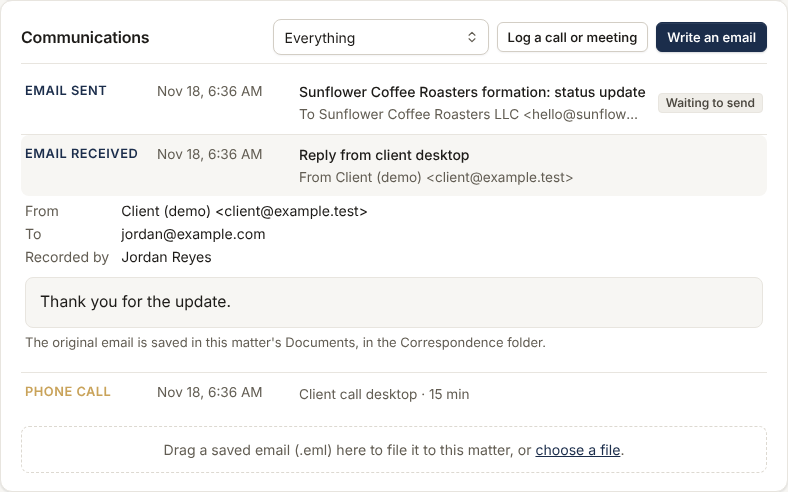 Communications
Everything
Log a call or meeting
Write an email
EMAIL SENT
Nov 18, 6:36 AM
Sunflower Coffee Roasters formation: status update
To Sunflower Coffee Roasters LLC <hello@sunflow...
Waiting to send
EMAIL RECEIVED
Nov 18, 6:36 AM
Reply from client desktop
From Client (demo) <client@example.test>
From Client (demo) <client@example.test>
To jordan@example.com
Recorded by Jordan Reyes
Thank you for the update.
The original email is saved in this matter's Documents, in the Correspondence folder.
PHONE CALL
Nov 18, 6:36 AM
Client call desktop · 15 min
Drag a saved email (.eml) here to file it to this matter, or choose a file.